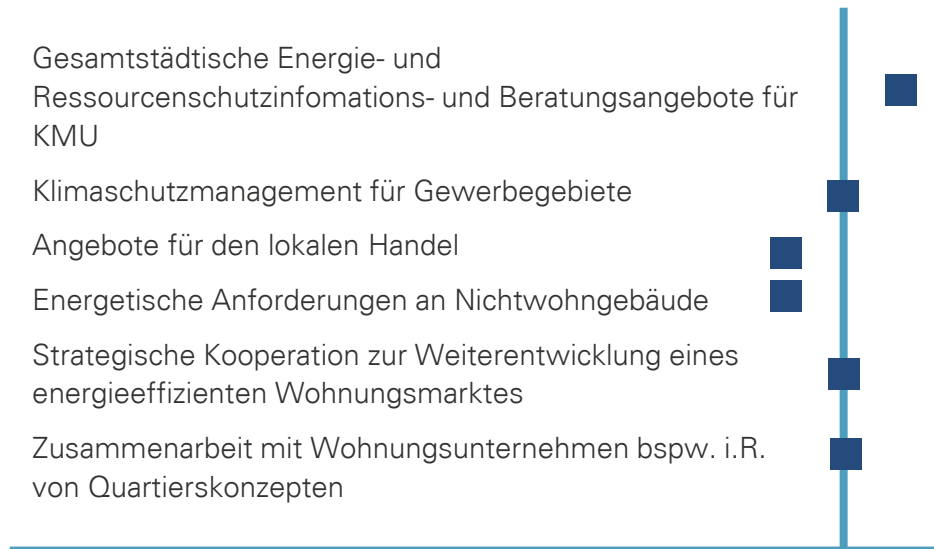 Gesamtstädtische Energie- und
Ressourcenschutzinfomations- und Beratungsangebote für
KMU
Klimaschutzmanagement für Gewerbegebiete
Angebote für den lokalen Handel
Energetische Anforderungen an Nichtwohngebäude
Strategische Kooperation zur Weiterentwicklung eines
energieeffizienten Wohnungsmarktes
Zusammenarbeit mit Wohnungsunternehmen bspw. i.R.
von Quartierskonzepten